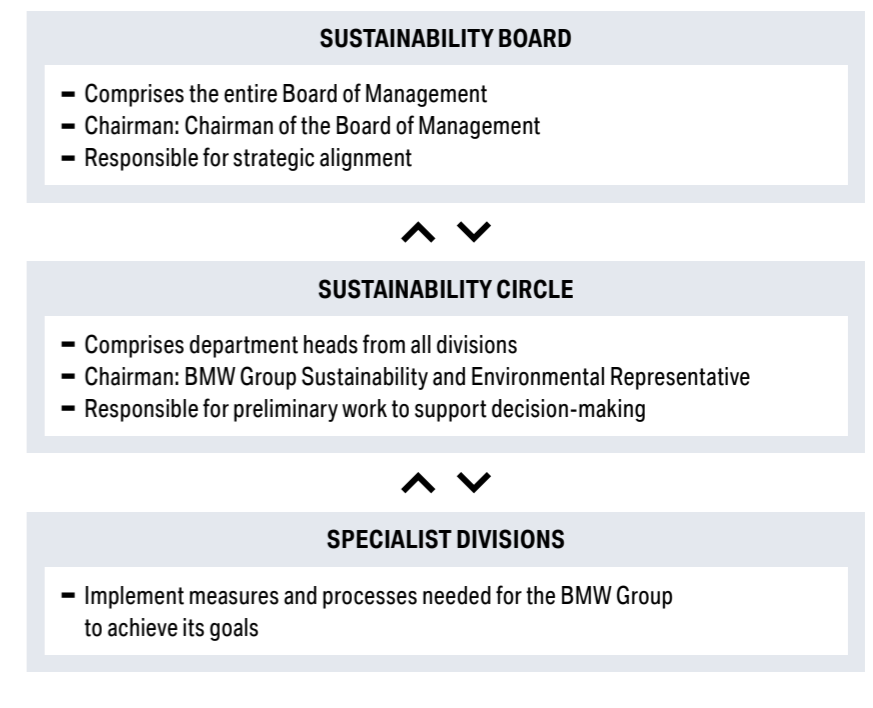 SUSTAINABILITY BOARD
– Comprises the entire Board of Management
– Chairman: Chairman of the Board of Management
– Responsible for strategic alignment
SUSTAINABILITY CIRCLE
– Comprises department heads from all divisions
– Chairman: BMW Group Sustainability and Environmental Representative
– Responsible for preliminary work to support decision-making
SPECIALIST DIVISIONS
– Implement measures and processes needed for the BMW Group
to achieve its goals